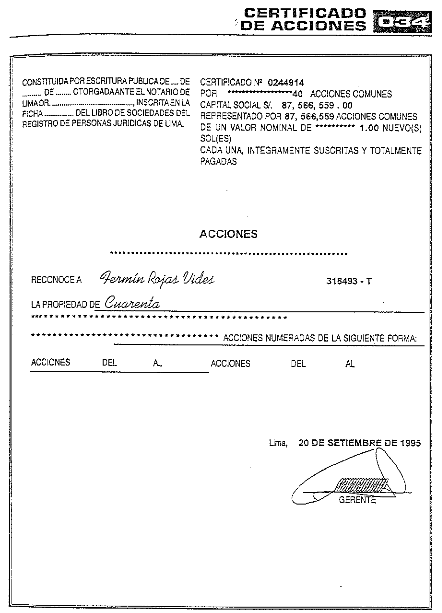 CERTIFICADO
DE ACCIONES 034
CONSTITUIDA POR ESCRITURA PUBLICA DE .... DE
........ DE ........ OTORGADA ANTE EL NOTARIO DE
LIMA DR. ........................, INSCRITA EN LA
FICHA ............ DEL LIBRO DE SOCIEDADES DEL
REGISTRO DE PERSONAS JURIDICAS DE LIMA.
CERTIFICADO Nº 0244914
POR ******************40 ACCIONES COMUNES
CAPITAL SOCIAL S/. 87, 566, 559 . 00
REPRESENTADO POR 87, 566,559 ACCIONES COMUNES
DE UN VALOR NOMINAL DE ********** 1.00 NUEVO(S)
SOL(ES)
CADA UNA, INTEGRAMENTE SUSCRITAS Y TOTALMENTE
PAGADAS
ACCIONES
RECONOCE A Fermín Rojas Vides 316493 - T
LA PROPIEDAD DE Cuarenta
ACCIONES NUMERADAS DE LA SIGUIENTE FORMA:
ACCIONES DEL AL ACCIONES DEL AL
Lima, 20 DE SETIEMBRE DE 1995
GERENTE